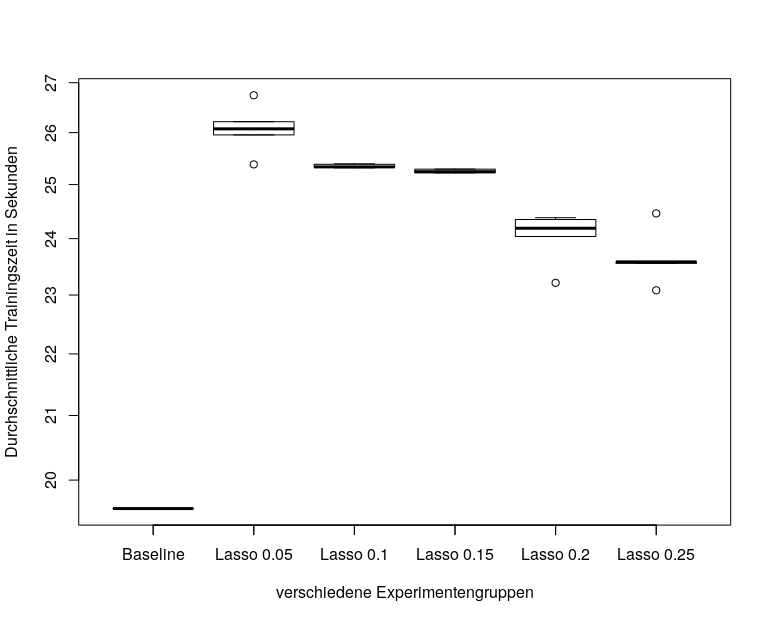 Durchschnittliche Trainingszeit in Sekunden
27
26
25
24
23
22
21
20
Baseline Lasso 0.05 Lasso 0.1 Lasso 0.15 Lasso 0.2 Lasso 0.25
verschiedene Experimentengruppen